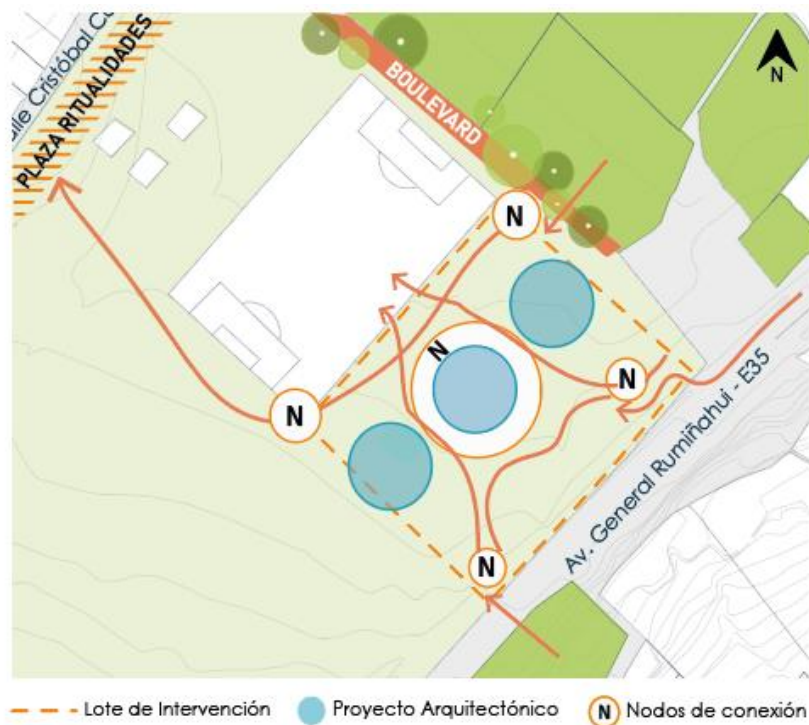 Calle Cristóbal
PLAZA RITUALIDADES
BOULEVARD
N
N
N
N
N
N
Av. General Rumiñahui - E35
Lote de Intervención
Proyecto Arquitectónico
N Nodos de conexión